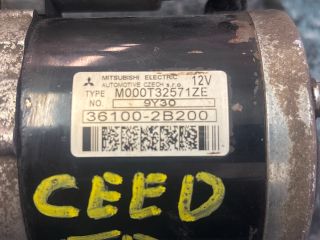 MITSUBISHI ELECTRIC
AUTOMOTIVE CZECH s.r.o. 12V
TYPE M000T32571ZE
NO. 9Y30
36100-2B200
CEED